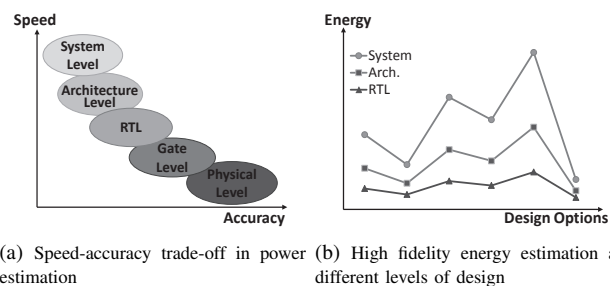 Speed
System
Level
Architecture
Level
RTL
Gate
Level
Physical
Level
Accuracy
Energy
System
Arch.
RTL
Design Options
(a) Speed-accuracy trade-off in power
estimation
(b) High fidelity energy estimation
different levels of design